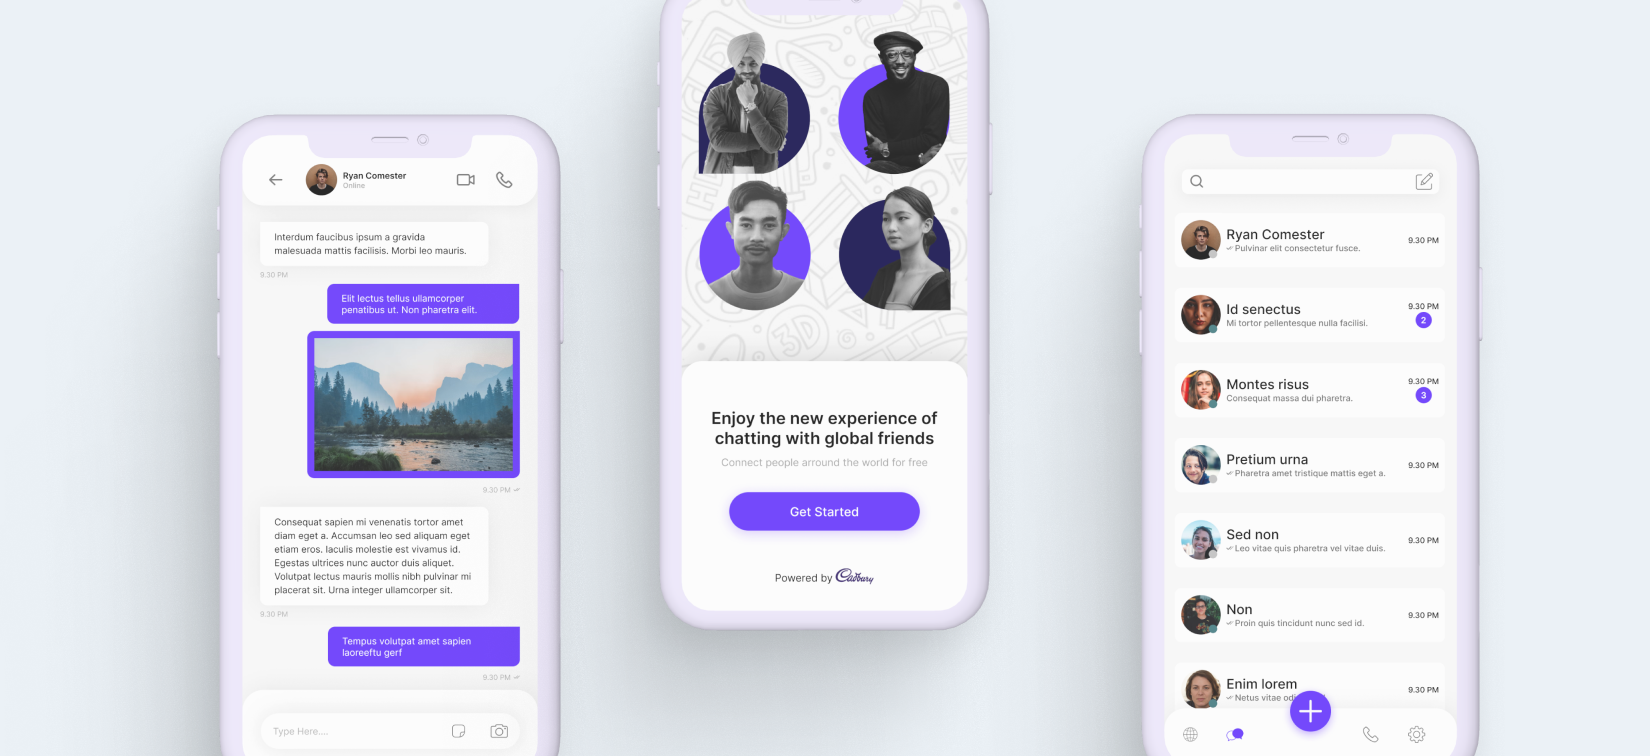 Ryan Comester
Online
Interdum faucibus ipsum a gravida
malesuada mattis facilisis. Morbi leo mauris.
9.30 PM
Elit lectus tellus ullamcorper
penatibus ut. Non pharetra elit.
9.30 PM
Consequat sapien mi venenatis tortor amet
diam eget a. Accumsan leo sed aliquam eget
etiam eros. Iaculis molestie est vivamus id.
Egestas ultrices nunc auctor duis aliquet.
Volutpat lectus mauris mollis nibh pulvinar mi
placerat sit. Urna integer ullamcorper sit.
9.30 PM
Tempus volutpat amet sapien
laoreeftu gerf
9.30 PM
Type Here....
3D
Enjoy the new experience of
chatting with global friends
Connect people arround the world for free
Get Started
Powered by Cadbury
Ryan Comester
Pulvinar elit consectetur fusce.
9.30 PM
Id senectus
Mi tortor pellentesque nulla facilisi.
9.30 PM
2
Montes risus
Consequat massa dui pharetra.
9.30 PM
3
Pretium urna
Pharetra amet tristique mattis eget a.
9.30 PM
Sed non
Leo vitae quis pharetra vel vitae duis.
9.30 PM
Non
Proin quis tincidunt nunc sed id.
9.30 PM
Enim lorem
Netus vitae
9.30 PM